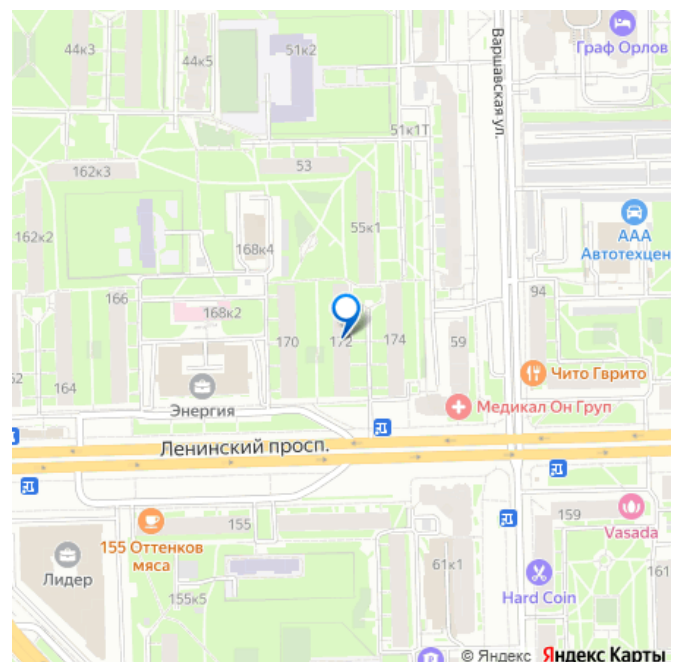 44к3
44к5
51к2
Граф Орлов
Варшавская ул.
51к1Т
162к3
53
162к2
168к4
55к1
ААА
Автотехцен
166
168к2
94
170
172
174
59
164
62
Чито Гврито
Энергия
Медикал Он Груп
Ленинский просп.
155
159
155 Оттенков
мяса
Vasada
Лидер
61к1
161
155к5
Hard Coin
© Яндекс Яндекс Карты